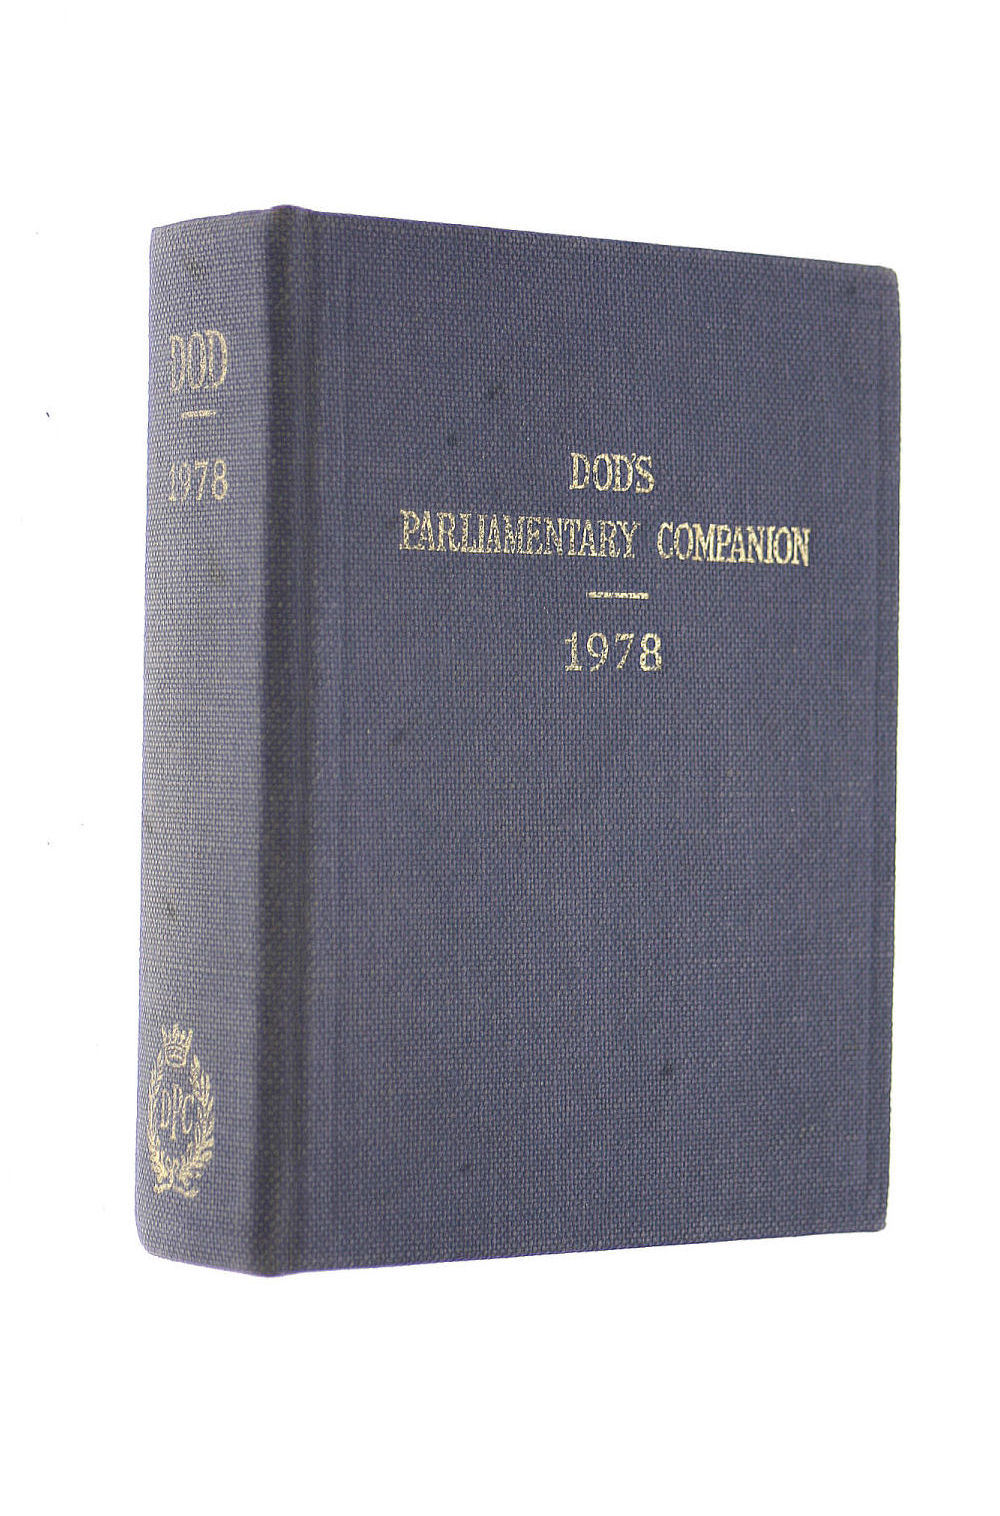 DOD
1978
DPC
DOD'S
PARLIAMENTARY COMPANION
1978